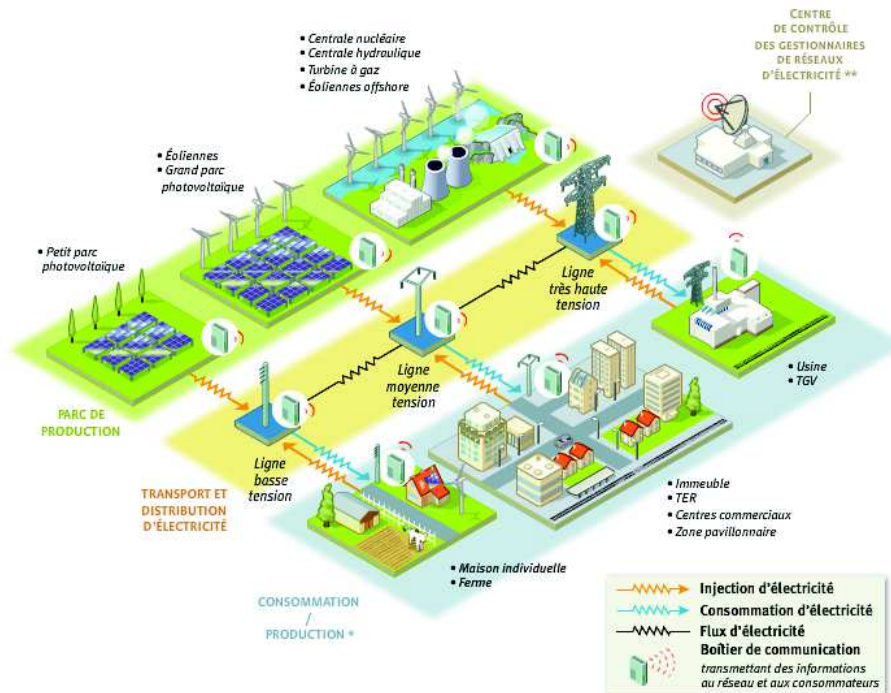 CENTRE
DE CONTRÔLE
DES GESTIONNAIRES
DE RÉSEAUX
D'ÉLECTRICITÉ **
• Centrale nucléaire
• Centrale hydraulique
• Turbine à gaz
• Éoliennes offshore
• Éoliennes
• Grand parc
photovoltaïque
• Petit parc
photovoltaïque
Ligne
très haute
tension
Ligne
moyenne
tension
Ligne
basse
tension
• Usine
• TGV
PARC DE
PRODUCTION
TRANSPORT ET
DISTRIBUTION
D'ÉLECTRICITÉ
• Immeuble
• TER
• Centres commerciaux
• Zone pavillonnaire
• Maison individuelle
• Ferme
CONSOMMATION
/
PRODUCTION *
Injection d'électricité
Consommation d'électricité
Flux d'électricité
Boîtier de communication
transmettant des informations
au réseau et aux consommateurs